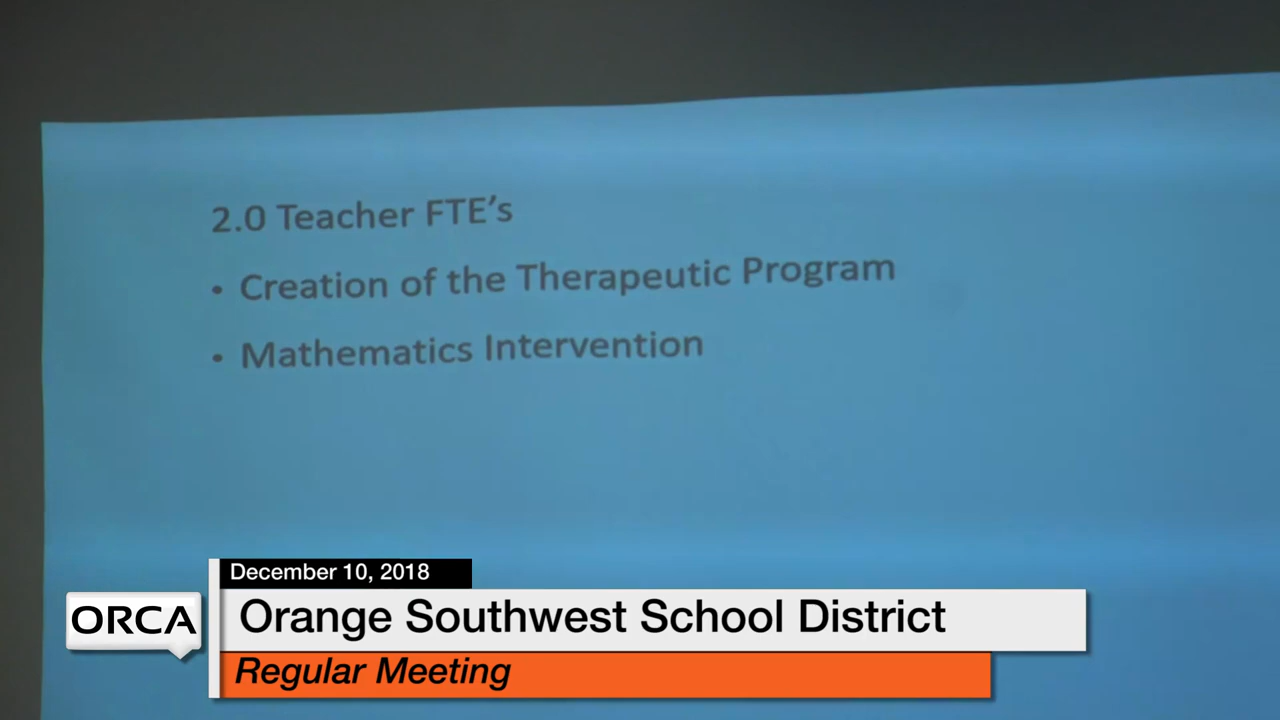 2.0 Teacher FTE’s
• Creation of the Therapeutic Program
• Mathematics Intervention
December 10, 2018
ORCA
Orange Southwest School District
Regular Meeting